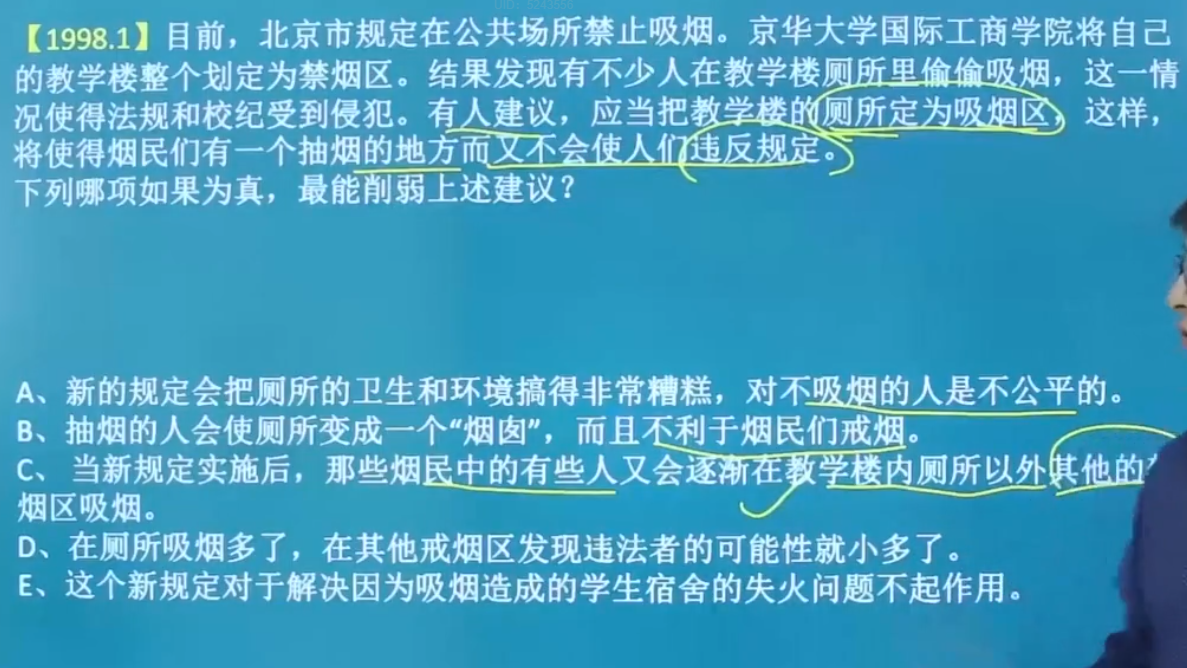 UID: 5243556
【1998.1】目前，北京市规定在公共场所禁止吸烟。京华大学国际工商学院将自己
的教学楼整个划定为禁烟区。结果发现有不少人在教学楼厕所里偷偷吸烟，这一情
况使得法规和校纪受到侵犯。有人建议，应当把教学楼的厕所定为吸烟区，这样，
将使得烟民们有一个抽烟的地方而又不会使人们违反规定。
下列哪项如果为真，最能削弱上述建议？
A、新的规定会把厕所的卫生和环境搞得非常糟糕，对不吸烟的人是不公平的。
B、抽烟的人会使厕所变成一个“烟囱”，而且不利于烟民们戒烟。
C、当新规定实施后，那些烟民中的有些人又会逐渐在教学楼内厕所以外其他的
烟区吸烟。
D、在厕所吸烟多了，在其他戒烟区发现违法者的可能性就小多了。
E、这个新规定对于解决因为吸烟造成的学生宿舍的失火问题不起作用。